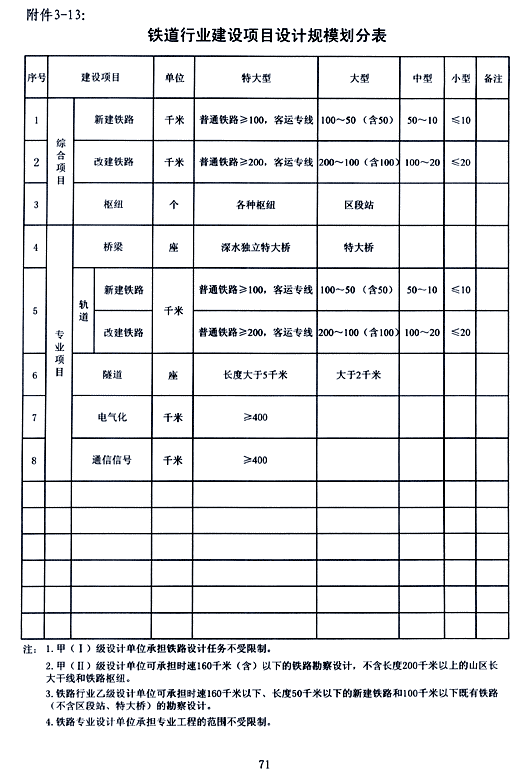 附件3-13:
铁道行业建设项目设计规模划分表
序号 建设项目 单位 特大型 大型 中型 小型 备注
综合项目
1 新建铁路 千米 普通铁路≥100，客运专线 100～50（含50） 50～10 ≤10
2 改建铁路 千米 普通铁路≥200，客运专线 200～100（含100） 100～20 ≤20
3 枢纽 个 各种枢纽 区段站
专业项目
4 桥梁 座 深水独立特大桥 特大桥
5 轨道 千米
新建铁路 普通铁路≥100，客运专线 100～50（含50） 50～10 ≤10
改建铁路 普通铁路≥200，客运专线 200～100（含100） 100～20 ≤20
6 隧道 座 长度大于5千米 大于2千米
7 电气化 千米 ≥400
8 通信信号 千米 ≥400
注：1.甲（Ⅰ）级设计单位承担铁路设计任务不受限制。
2.甲（Ⅱ）级设计单位可承担时速160千米（含）以下的铁路勘察设计，不含长度200千米以上的山区长
大干线和铁路枢纽。
3.铁路行业乙级设计单位可承担时速160千米以下、长度50千米以下的新建铁路和100千米以下既有铁路
（不含区段站、特大桥）的勘察设计。
4.铁路专业设计单位承担专业工程的范围不受限制。
71